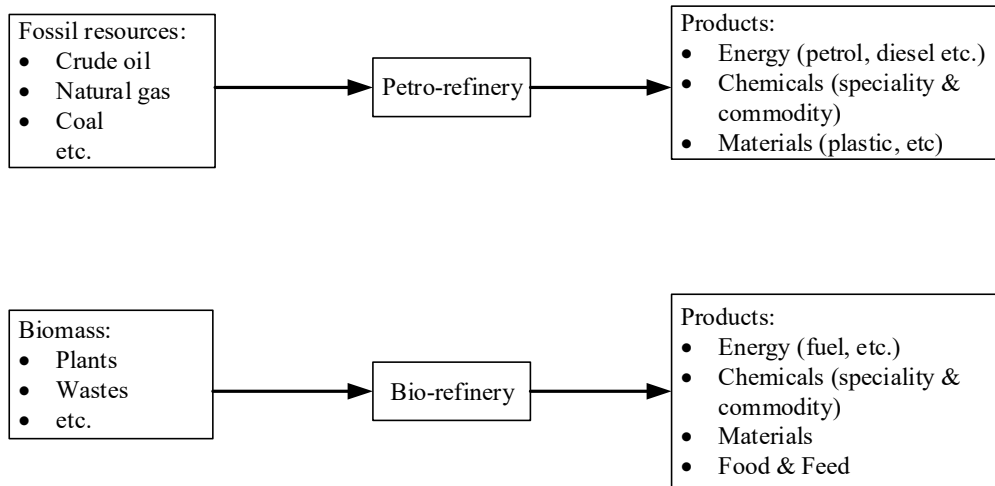 Fossil resources:
• Crude oil
• Natural gas
• Coal
etc.
Petro-refinery
Products:
• Energy (petrol, diesel etc.)
• Chemicals (speciality &
commodity)
• Materials (plastic, etc)
Biomass:
• Plants
• Wastes
• etc.
Bio-refinery
Products:
• Energy (fuel, etc.)
• Chemicals (speciality &
commodity)
• Materials
• Food & Feed